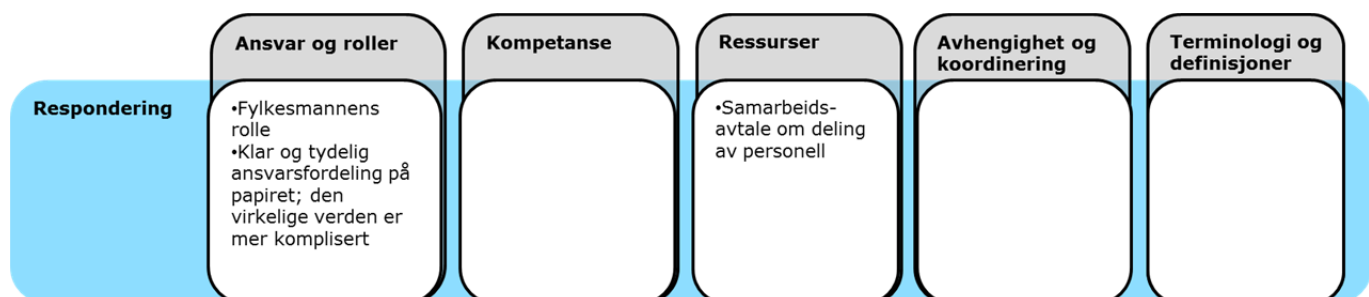 Ansvar og roller
Kompetanse
Ressurser
Avhengighet og
koordinering
Terminologi og
definisjoner
Respondering
•Fylkesmannens
rolle
•Klar og tydelig
ansvarsfordeling på
papiret; den
virkelige verden er
mer komplisert
•Samarbeids-
avtale om deling
av personell